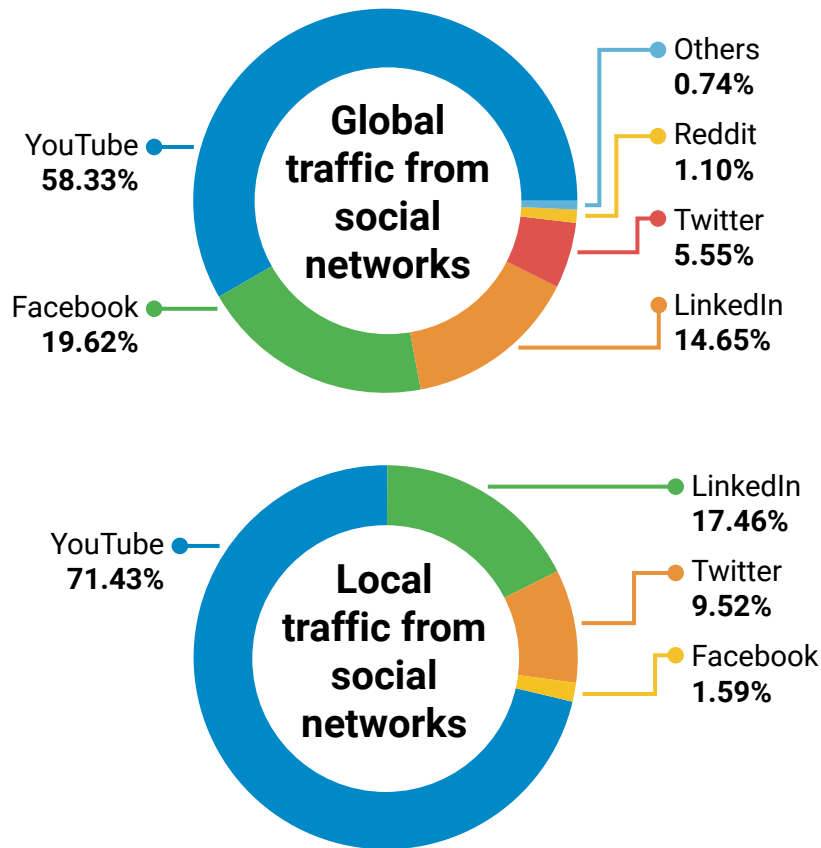 Global
traffic from
social
networks
YouTube
58.33%
Facebook
19.62%
Others
0.74%
Reddit
1.10%
Twitter
5.55%
LinkedIn
14.65%
Local
traffic from
social
networks
YouTube
71.43%
LinkedIn
17.46%
Twitter
9.52%
Facebook
1.59%